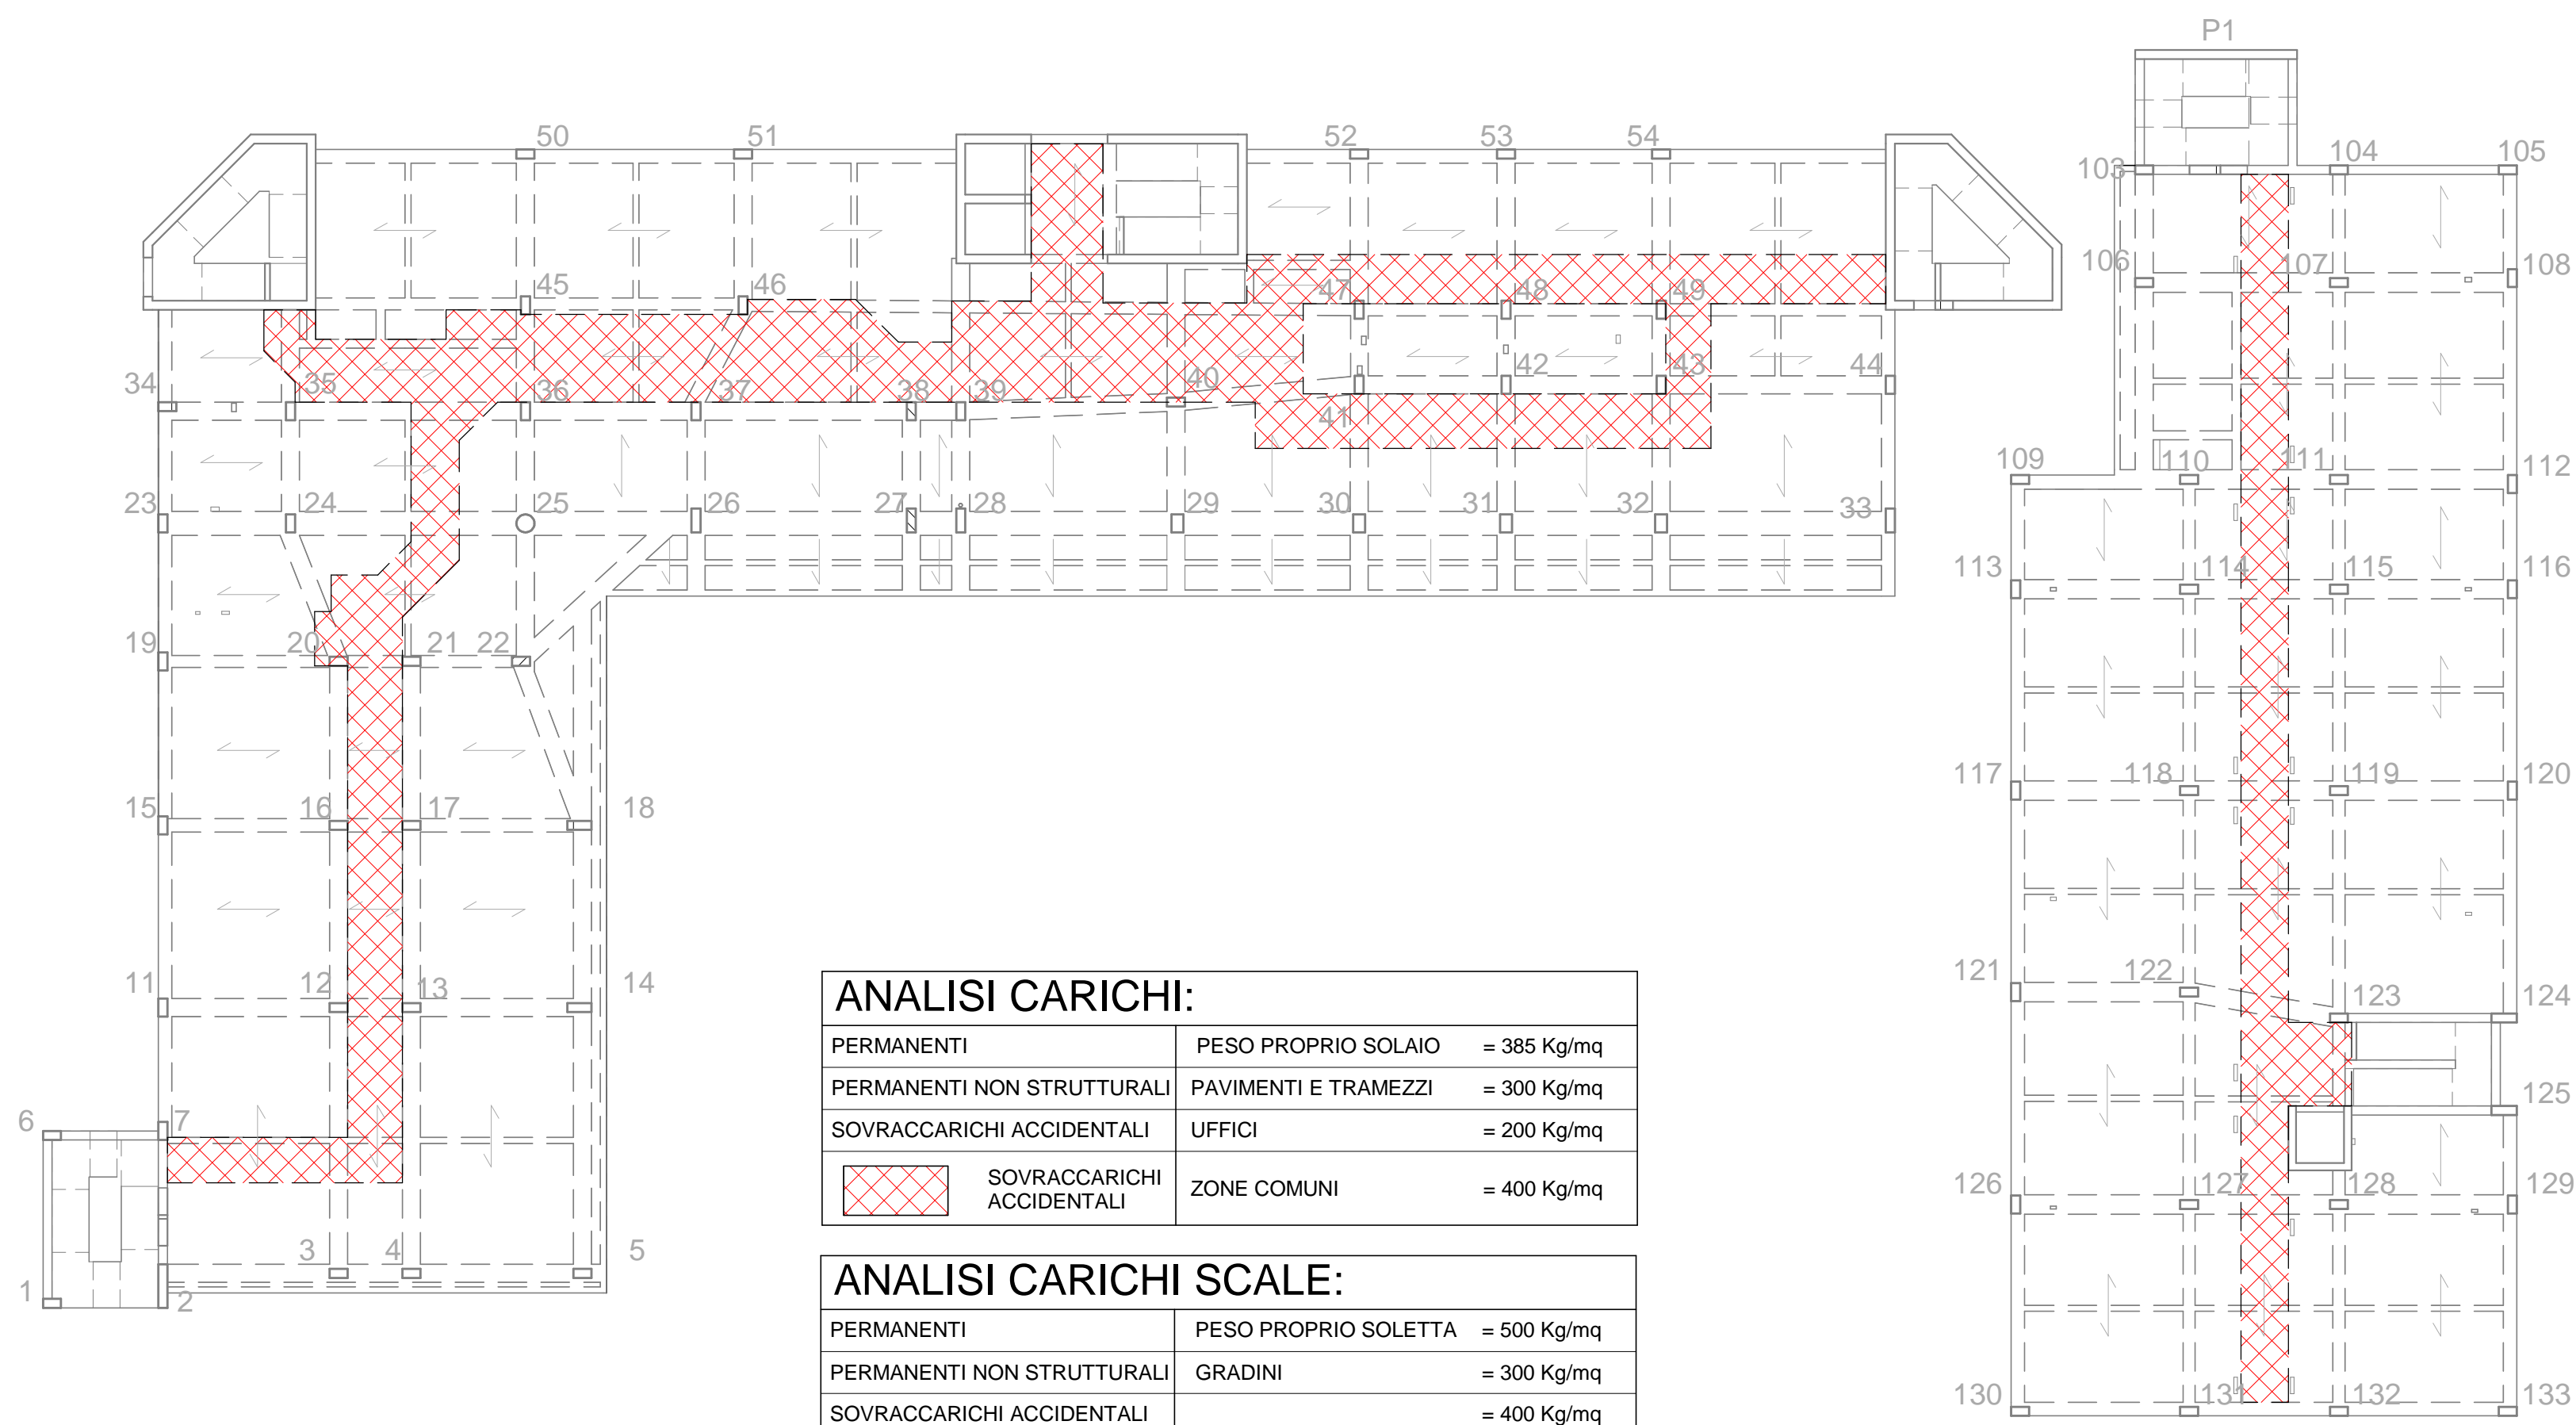 P1
50 51 52 53 54
103 104 105
45 46 47 48 49
106 107 108
34 35 36 37 38 39 40 41 42 43 44
109 110 111 112
23 24 25 26 27 28 29 30 31 32 33
113 114 115 116
19 20 21 22
117 118 119 120
15 16 17 18
121 122 123 124
11 12 13 14
125
6 7
126 127 128 129
3 4 5
1 2
130 131 132 133
ANALISI CARICHI:
PERMANENTI PESO PROPRIO SOLAIO = 385 Kg/mq
PERMANENTI NON STRUTTURALI PAVIMENTI E TRAMEZZI = 300 Kg/mq
SOVRACCARICHI ACCIDENTALI UFFICI = 200 Kg/mq
SOVRACCARICHI
ACCIDENTALI ZONE COMUNI = 400 Kg/mq
ANALISI CARICHI SCALE:
PERMANENTI PESO PROPRIO SOLETTA = 500 Kg/mq
PERMANENTI NON STRUTTURALI GRADINI = 300 Kg/mq
SOVRACCARICHI ACCIDENTALI = 400 Kg/mq